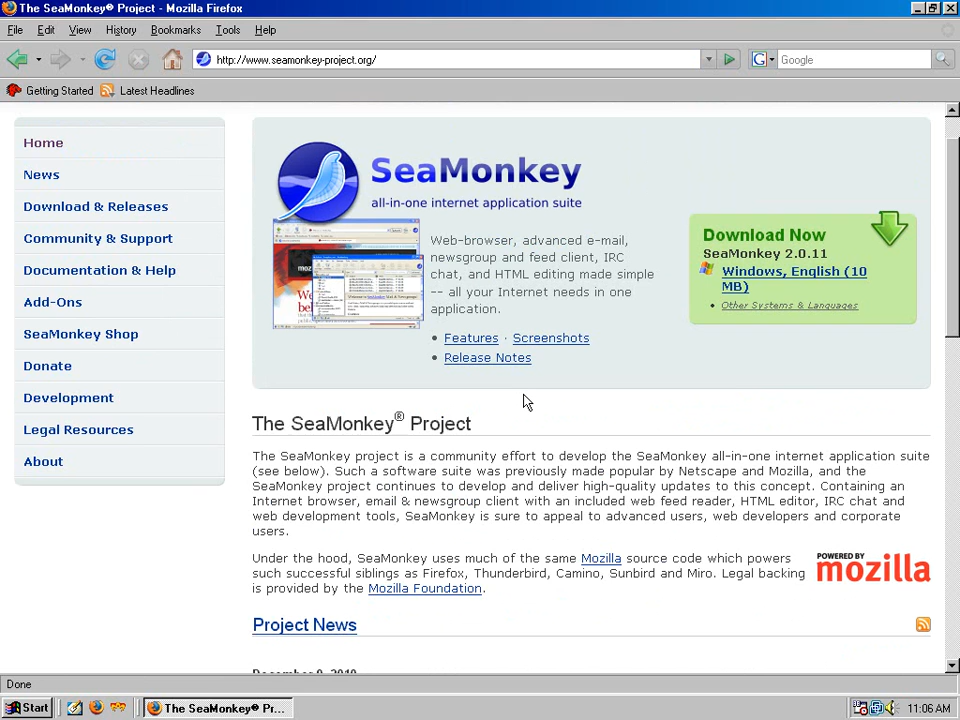 The SeaMonkey® Project - Mozilla Firefox
File Edit View History Bookmarks Tools Help
http://www.seamonkey-project.org/
Google
Getting Started Latest Headlines
Home
News
Download & Releases
Community & Support
Documentation & Help
Add-Ons
SeaMonkey Shop
Donate
Development
Legal Resources
About
SeaMonkey
all-in-one internet application suite
Web-browser, advanced e-mail,
newsgroup and feed client, IRC
chat, and HTML editing made simple
-- all your Internet needs in one
application.
Features · Screenshots
Release Notes
Download Now
SeaMonkey 2.0.11
Windows, English (10
MB)
Other Systems & Languages
The SeaMonkey® Project
The SeaMonkey project is a community effort to develop the SeaMonkey all-in-one internet application suite
(see below). Such a software suite was previously made popular by Netscape and Mozilla, and the
SeaMonkey project continues to develop and deliver high-quality updates to this concept. Containing an
Internet browser, email & newsgroup client with an included web feed reader, HTML editor, IRC chat and
web development tools, SeaMonkey is sure to appeal to advanced users, web developers and corporate
users.
Under the hood, SeaMonkey uses much of the same Mozilla source code which powers
such successful siblings as Firefox, Thunderbird, Camino, Sunbird and Miro. Legal backing
is provided by the Mozilla Foundation.
POWERED BY
mozilla
Project News
December 9, 2010
Done
Start
The SeaMonkey® Pr...
11:06 AM